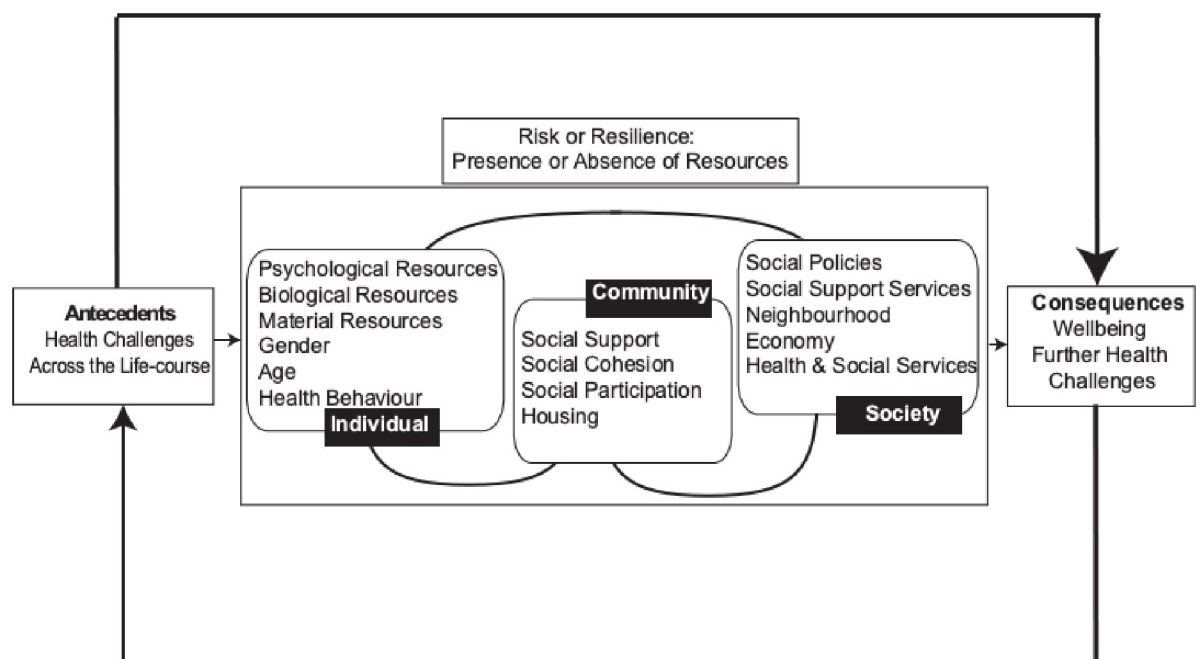 Risk or Resilience:
Presence or Absence of Resources
Antecedents
Health Challenges
Across the Life-course
Psychological Resources
Biological Resources
Material Resources
Gender
Age
Health Behaviour
Individual
Community
Social Support
Social Cohesion
Social Participation
Housing
Social Policies
Social Support Services
Neighbourhood
Economy
Health & Social Services
Society
Consequences
Wellbeing
Further Health
Challenges